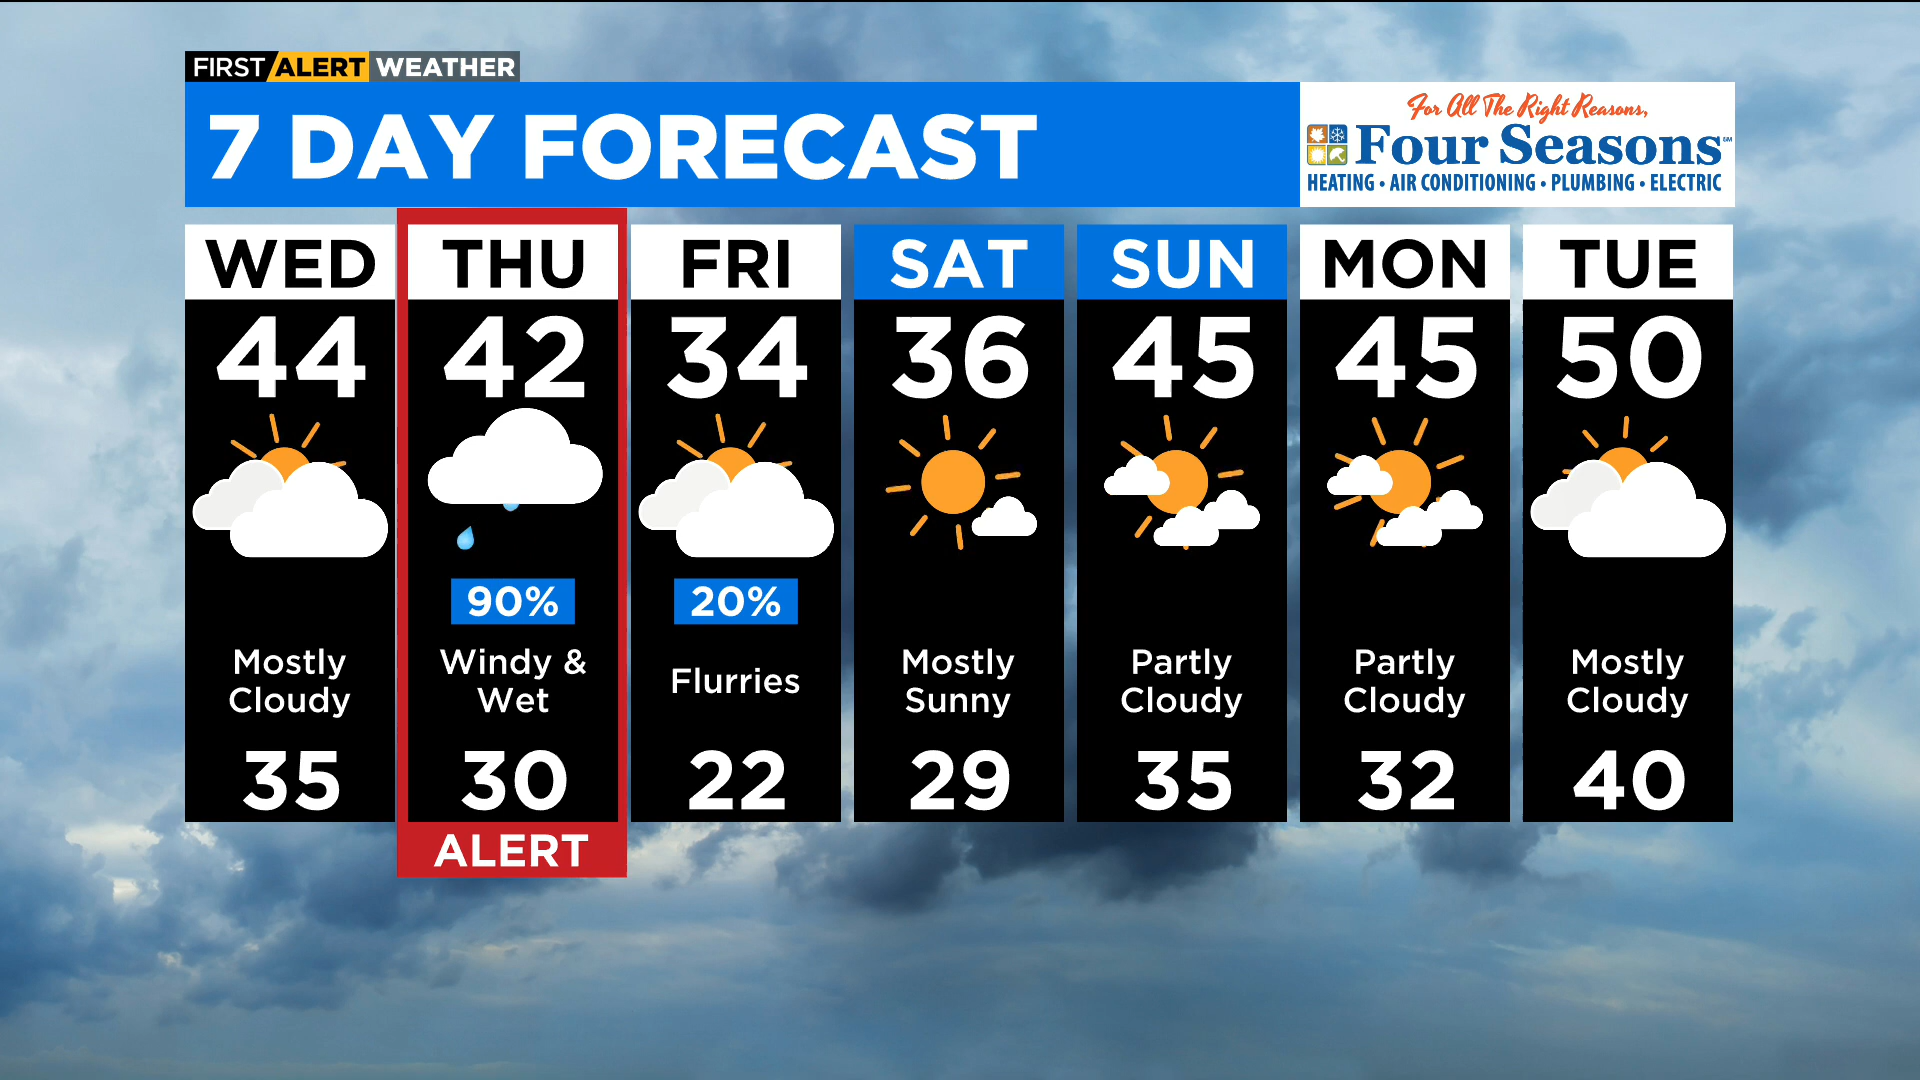 FIRST ALERT WEATHER
7 DAY FORECAST
For All The Right Reasons,
Four Seasons℠
HEATING • AIR CONDITIONING • PLUMBING • ELECTRIC
WED
44
Mostly
Cloudy
35
THU
42
90%
Windy &
Wet
30
ALERT
FRI
34
20%
Flurries
22
SAT
36
Mostly
Sunny
29
SUN
45
Partly
Cloudy
35
MON
45
Partly
Cloudy
32
TUE
50
Mostly
Cloudy
40